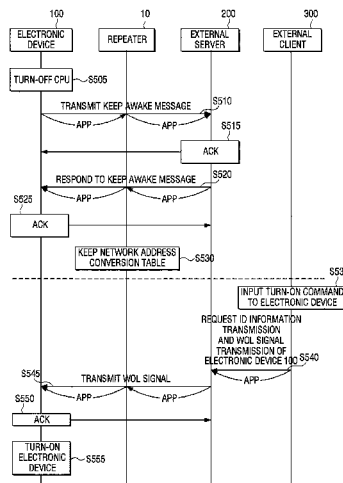 100 10 200 300
ELECTRONIC DEVICE REPEATER EXTERNAL SERVER EXTERNAL CLIENT
TURN-OFF CPU S505
TRANSMIT KEEP AWAKE MESSAGE S510
APP APP
S515
ACK
RESPOND TO KEEP AWAKE MESSAGE S520
APP APP
S525
ACK
KEEP NETWORK ADDRESS CONVERSION TABLE S530
S53
INPUT TURN-ON COMMAND TO ELECTRONIC DEVICE
REQUEST ID INFORMATION
TRANSMISSION
AND WOL SIGNAL
TRANSMISSION OF
ELECTRONIC DEVICE 100 S540
APP
S545
TRANSMIT WOL SIGNAL
APP APP
S550
ACK
TURN-ON ELECTRONIC DEVICE S555